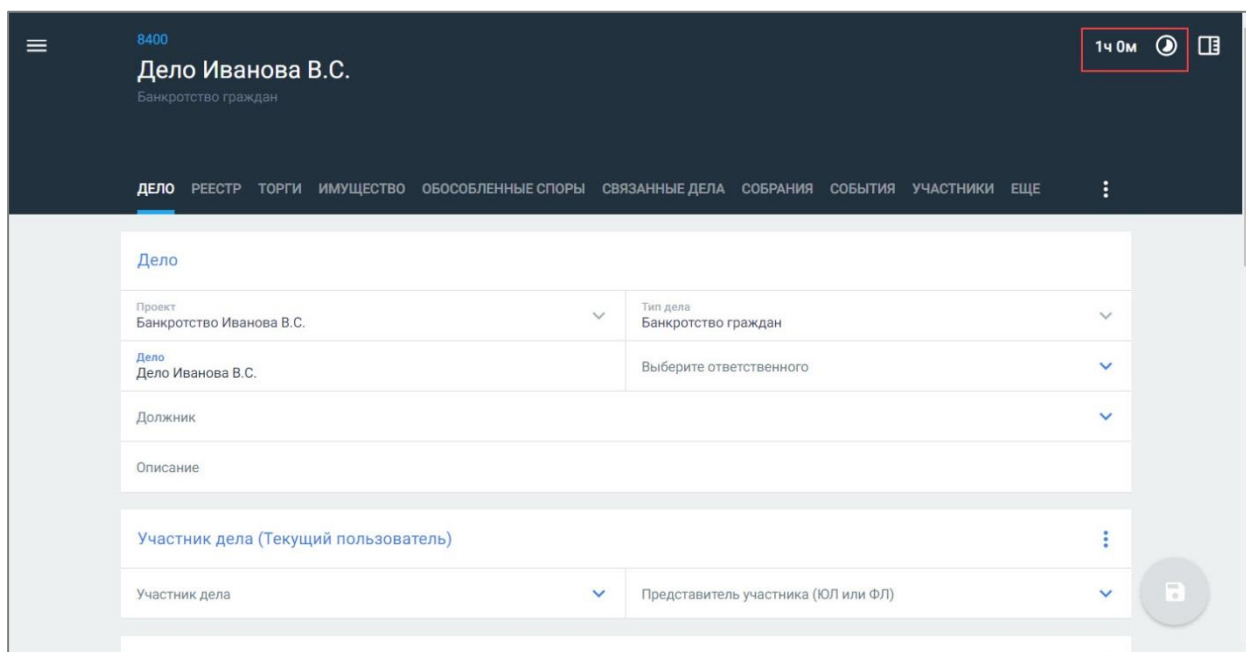 8400
1ч 0м
Дело Иванова В.С.
Банкротство граждан
ДЕЛО РЕЕСТР ТОРГИ ИМУЩЕСТВО ОБОСОБЛЕННЫЕ СПОРЫ СВЯЗАННЫЕ ДЕЛА СОБРАНИЯ СОБЫТИЯ УЧАСТНИКИ ЕЩЕ
Дело
Проект
Банкротство Иванова В.С.
Тип дела
Банкротство граждан
Дело
Дело Иванова В.С.
Выберите ответственного
Должник
Описание
Участник дела (Текущий пользователь)
Участник дела
Представитель участника (ЮЛ или ФЛ)